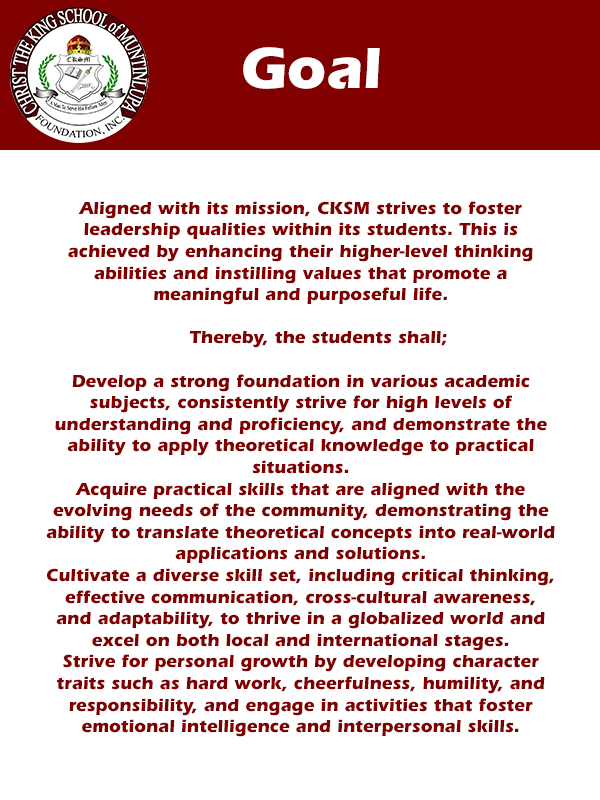 CHRIST THE KING SCHOOL of MUNTINLUPA
CKSM
A Man To Serve His Fellow Men
FOUNDATION, INC.
Goal
Aligned with its mission, CKSM strives to foster
leadership qualities within its students. This is
achieved by enhancing their higher-level thinking
abilities and instilling values that promote a
meaningful and purposeful life.
Thereby, the students shall;
Develop a strong foundation in various academic
subjects, consistently strive for high levels of
understanding and proficiency, and demonstrate the
ability to apply theoretical knowledge to practical
situations.
Acquire practical skills that are aligned with the
evolving needs of the community, demonstrating the
ability to translate theoretical concepts into real-world
applications and solutions.
Cultivate a diverse skill set, including critical thinking,
effective communication, cross-cultural awareness,
and adaptability, to thrive in a globalized world and
excel on both local and international stages.
Strive for personal growth by developing character
traits such as hard work, cheerfulness, humility, and
responsibility, and engage in activities that foster
emotional intelligence and interpersonal skills.